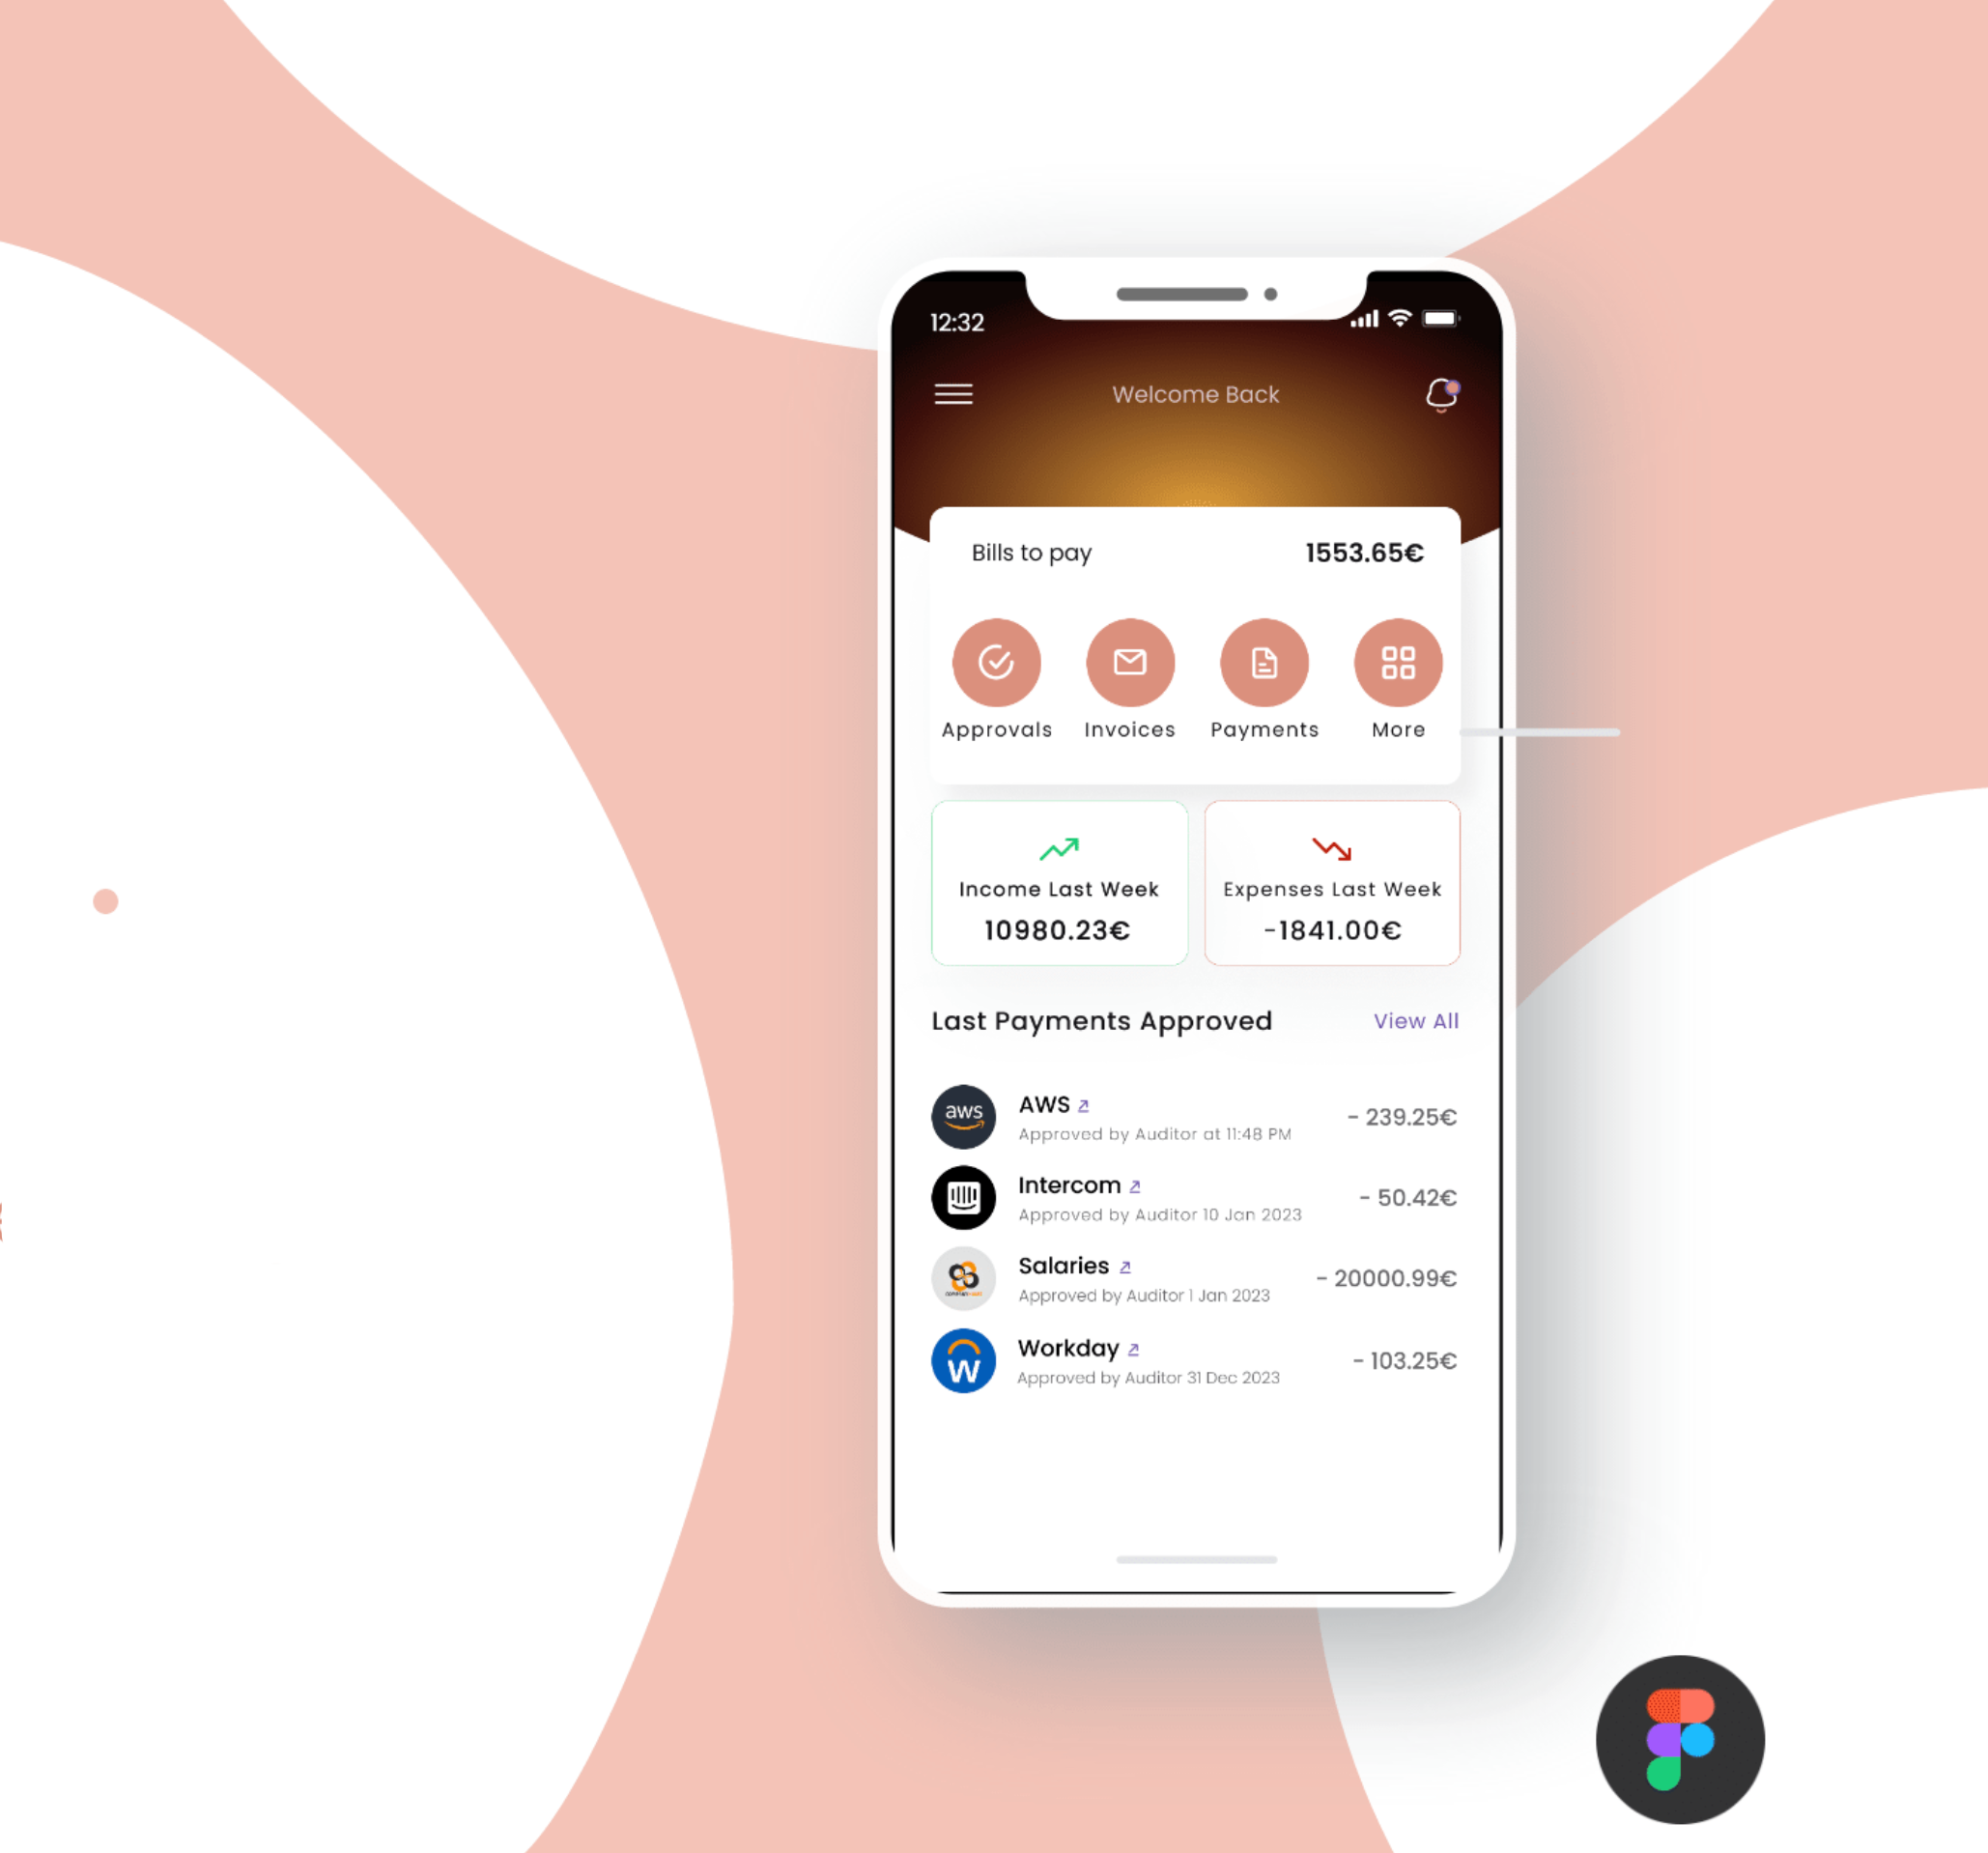 12:32
Welcome Back
Bills to pay 1553.65€
Approvals Invoices Payments More
Income Last Week Expenses Last Week
10980.23€ -1841.00€
Last Payments Approved View All
aws AWS - 239.25€
Approved by Auditor at 11:48 PM
Intercom - 50.42€
Approved by Auditor 10 Jan 2023
Salaries - 20000.99€
Approved by Auditor 1 Jan 2023
W Workday - 103.25€
Approved by Auditor 31 Dec 2023